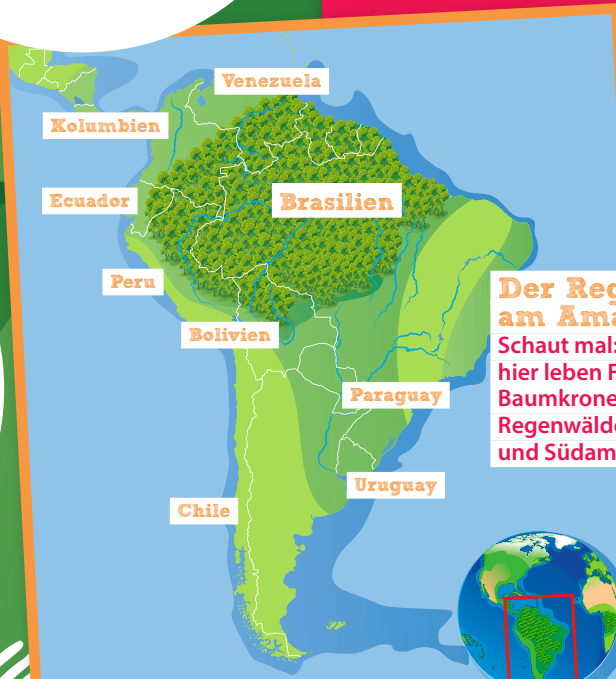 Venezuela
Kolumbien
Ecuador
Brasilien
Peru
Bolivien
Paraguay
Uruguay
Chile
Der Reg
am Ama
Schaut mal:
hier leben F
Baumkrone
Regenwälde
und Südam